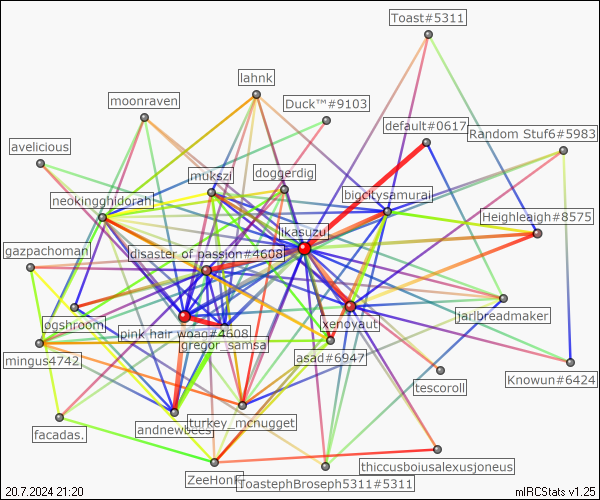 Toast#5311
lahnk
moonraven
Duck™#9103
default#0617
Random Stuf6#5983
avelicious
mukszi
doggerdig
neokingghidorah
bigcitysamurai
Heighleaigh#8575
likasuzu
gazpachoman
disaster of passion#4608
ogshroom
pink hair woag#4608
xenoyaut
jarlbreadmaker
gregor_samsa
mingus4742
asad#6947
Knowun#6424
tescoroll
facadas.
andnewbees
turkey_mcnugget
ZeeHonk
thiccusboiusalexusjoneus
ToastephBroseph5311#5311
20.7.2024 21:20
mIRCStats v1.25